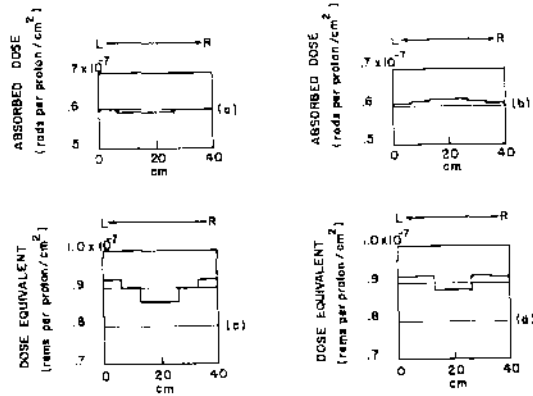 L R
ABSORBED DOSE
(rads per proton/cm2)
.7 x 10-7
.6
.5
(a)
0 20 40
cm
L R
ABSORBED DOSE
(rads per proton/cm2)
.7 x 10-7
.6
.5
(b)
0 20 40
cm
L R
DOSE EQUIVALENT
(rems per proton/cm2)
1.0 x 10-7
.9
.8
.7
(c)
0 20 40
cm
L R
DOSE EQUIVALENT
(rems per proton/cm2)
1.0 x 10-7
.9
.8
.7
(d)
0 20 40
cm